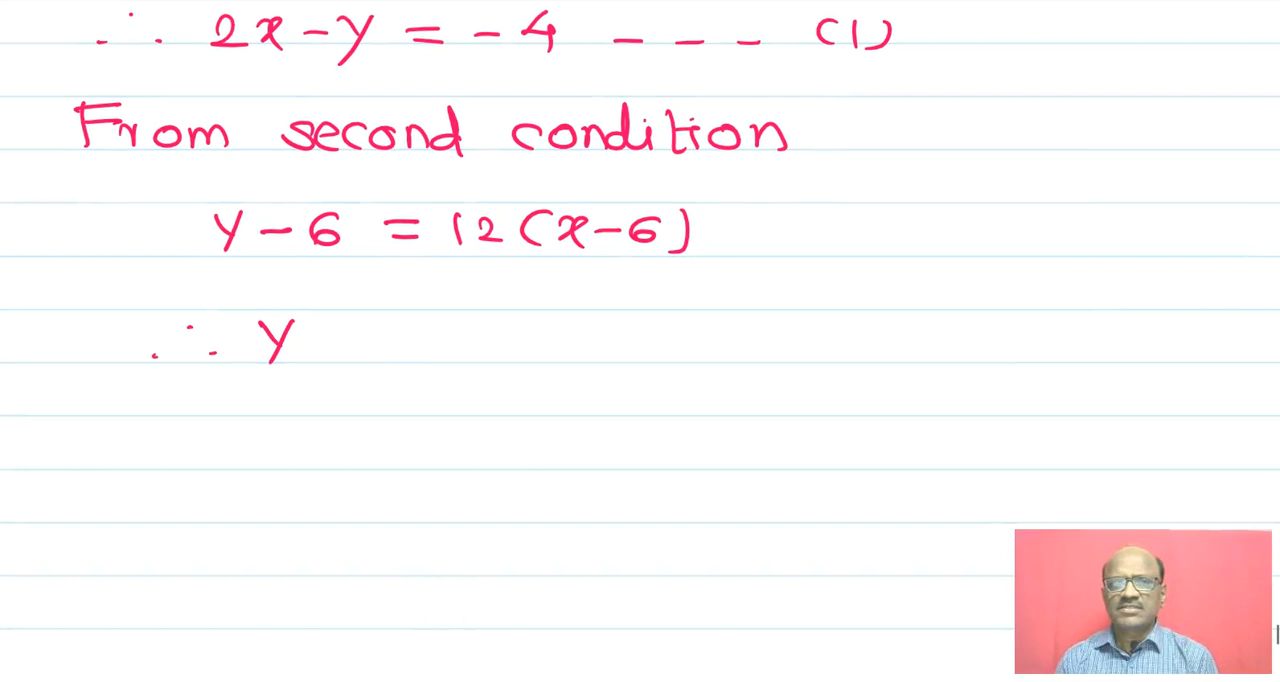 ∴ 2x - y = - 4 - - - (1)
From second condition
y - 6 = 12 (x - 6)
∴ y